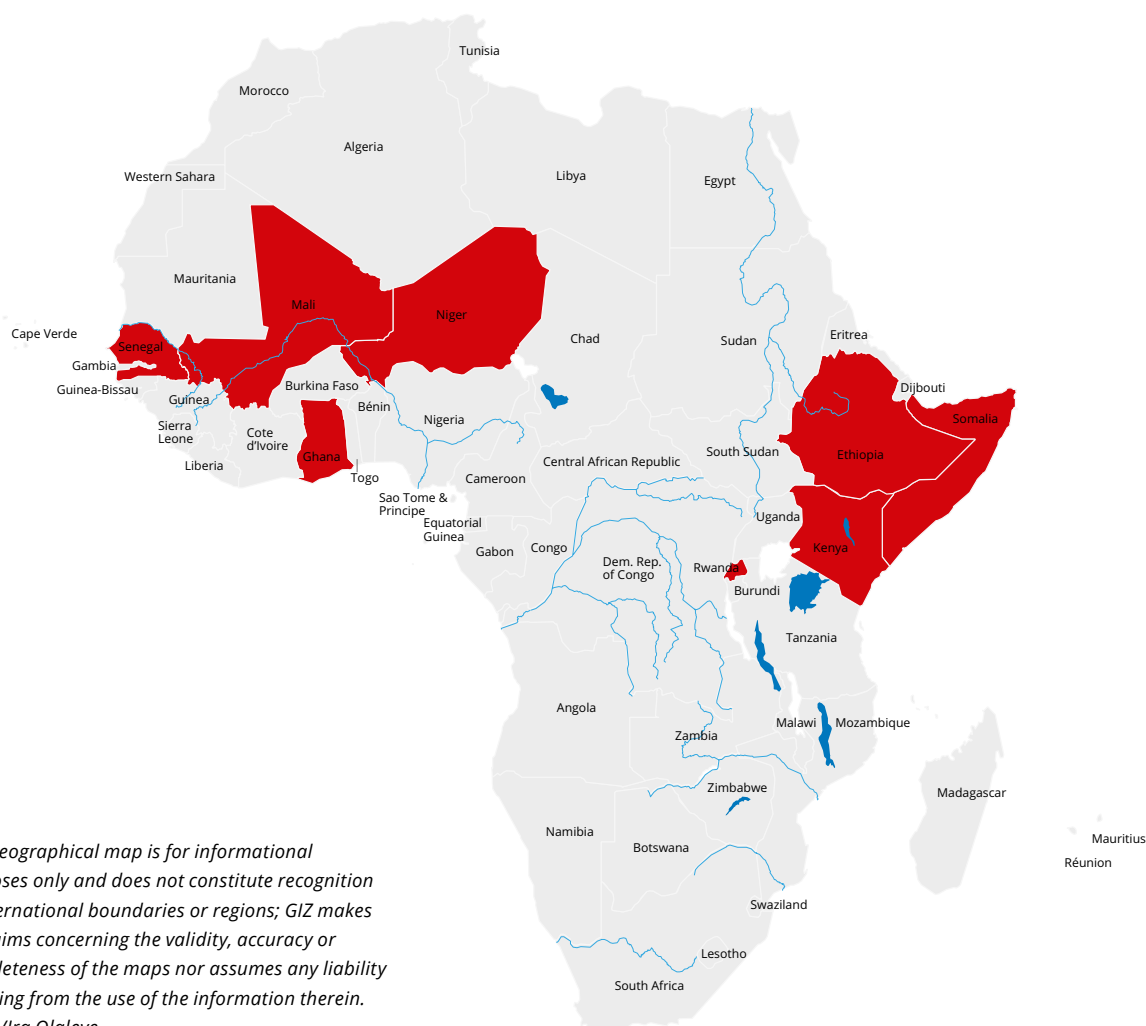 Tunisia
Morocco
Algeria
Western Sahara
Libya
Egypt
Mauritania
Mali
Niger
Cape Verde
Senegal
Chad
Sudan
Eritrea
Gambia
Guinea-Bissau
Guinea
Burkina Faso
Bénin
Djibouti
Somalia
Nigeria
Sierra
Leone
Cote
d’Ivoire
Ghana
Liberia
Togo
Central African Republic
South Sudan
Ethiopia
Cameroon
Sao Tome &
Principe
Equatorial
Guinea
Uganda
Gabon
Congo
Kenya
Dem. Rep.
of Congo
Rwanda
Burundi
Tanzania
Angola
Malawi
Mozambique
Zambia
Zimbabwe
Madagascar
Namibia
Botswana
Mauritius
Réunion
Swaziland
Lesotho
South Africa
eographical map is for informational
oses only and does not constitute recognition
ernational boundaries or regions; GIZ makes
ims concerning the validity, accuracy or
leteness of the maps nor assumes any liability
ing from the use of the information therein.